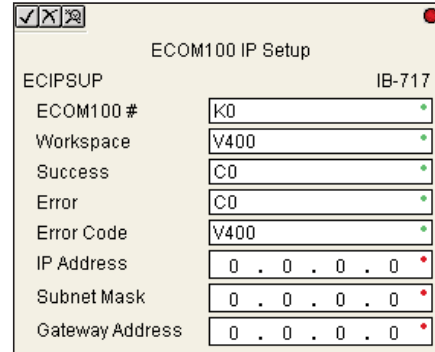 ECOM100 IP Setup
ECIPSUP IB-717
ECOM100 # K0
Workspace V400
Success C0
Error C0
Error Code V400
IP Address 0 . 0 . 0 . 0
Subnet Mask 0 . 0 . 0 . 0
Gateway Address 0 . 0 . 0 . 0